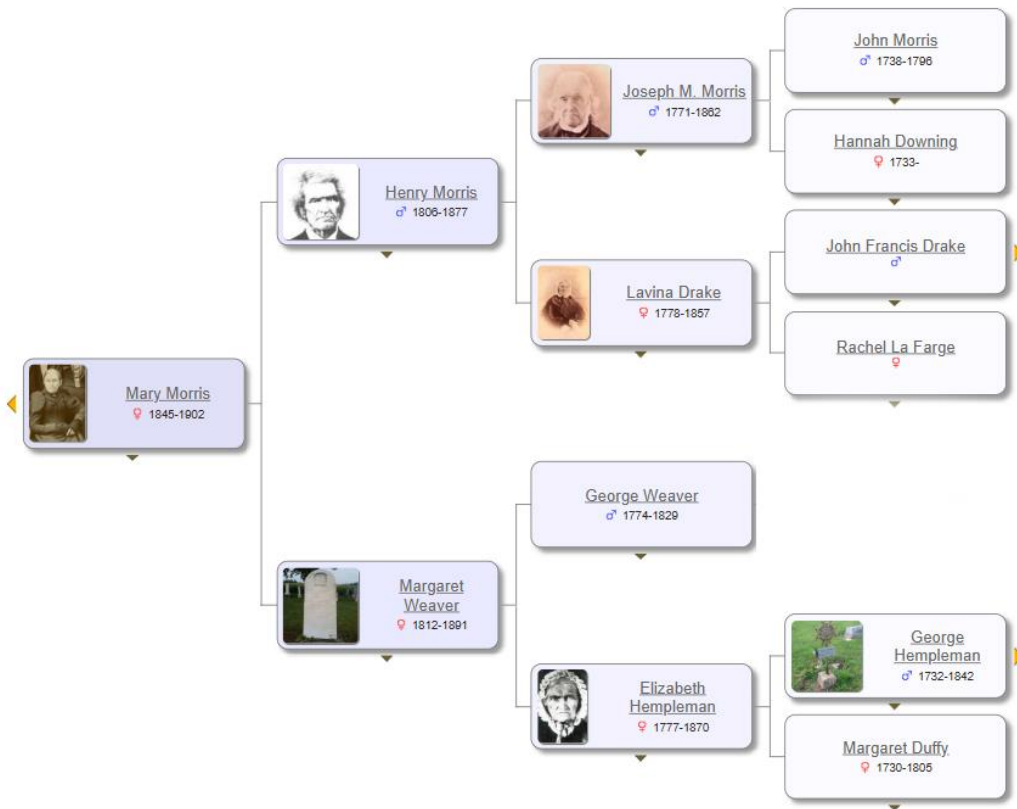 John Morris
♂ 1738-1796
Joseph M. Morris
♂ 1771-1862
Hannah Downing
♀ 1733-
Henry Morris
♂ 1806-1877
John Francis Drake
♂
Lavina Drake
♀ 1778-1857
Rachel La Farge
♀
Mary Morris
♀ 1845-1902
George Weaver
♂ 1774-1829
Margaret
Weaver
♀ 1812-1891
George
Hempleman
♂ 1732-1842
Elizabeth
Hempleman
♀ 1777-1870
Margaret Duffy
♀ 1730-1805